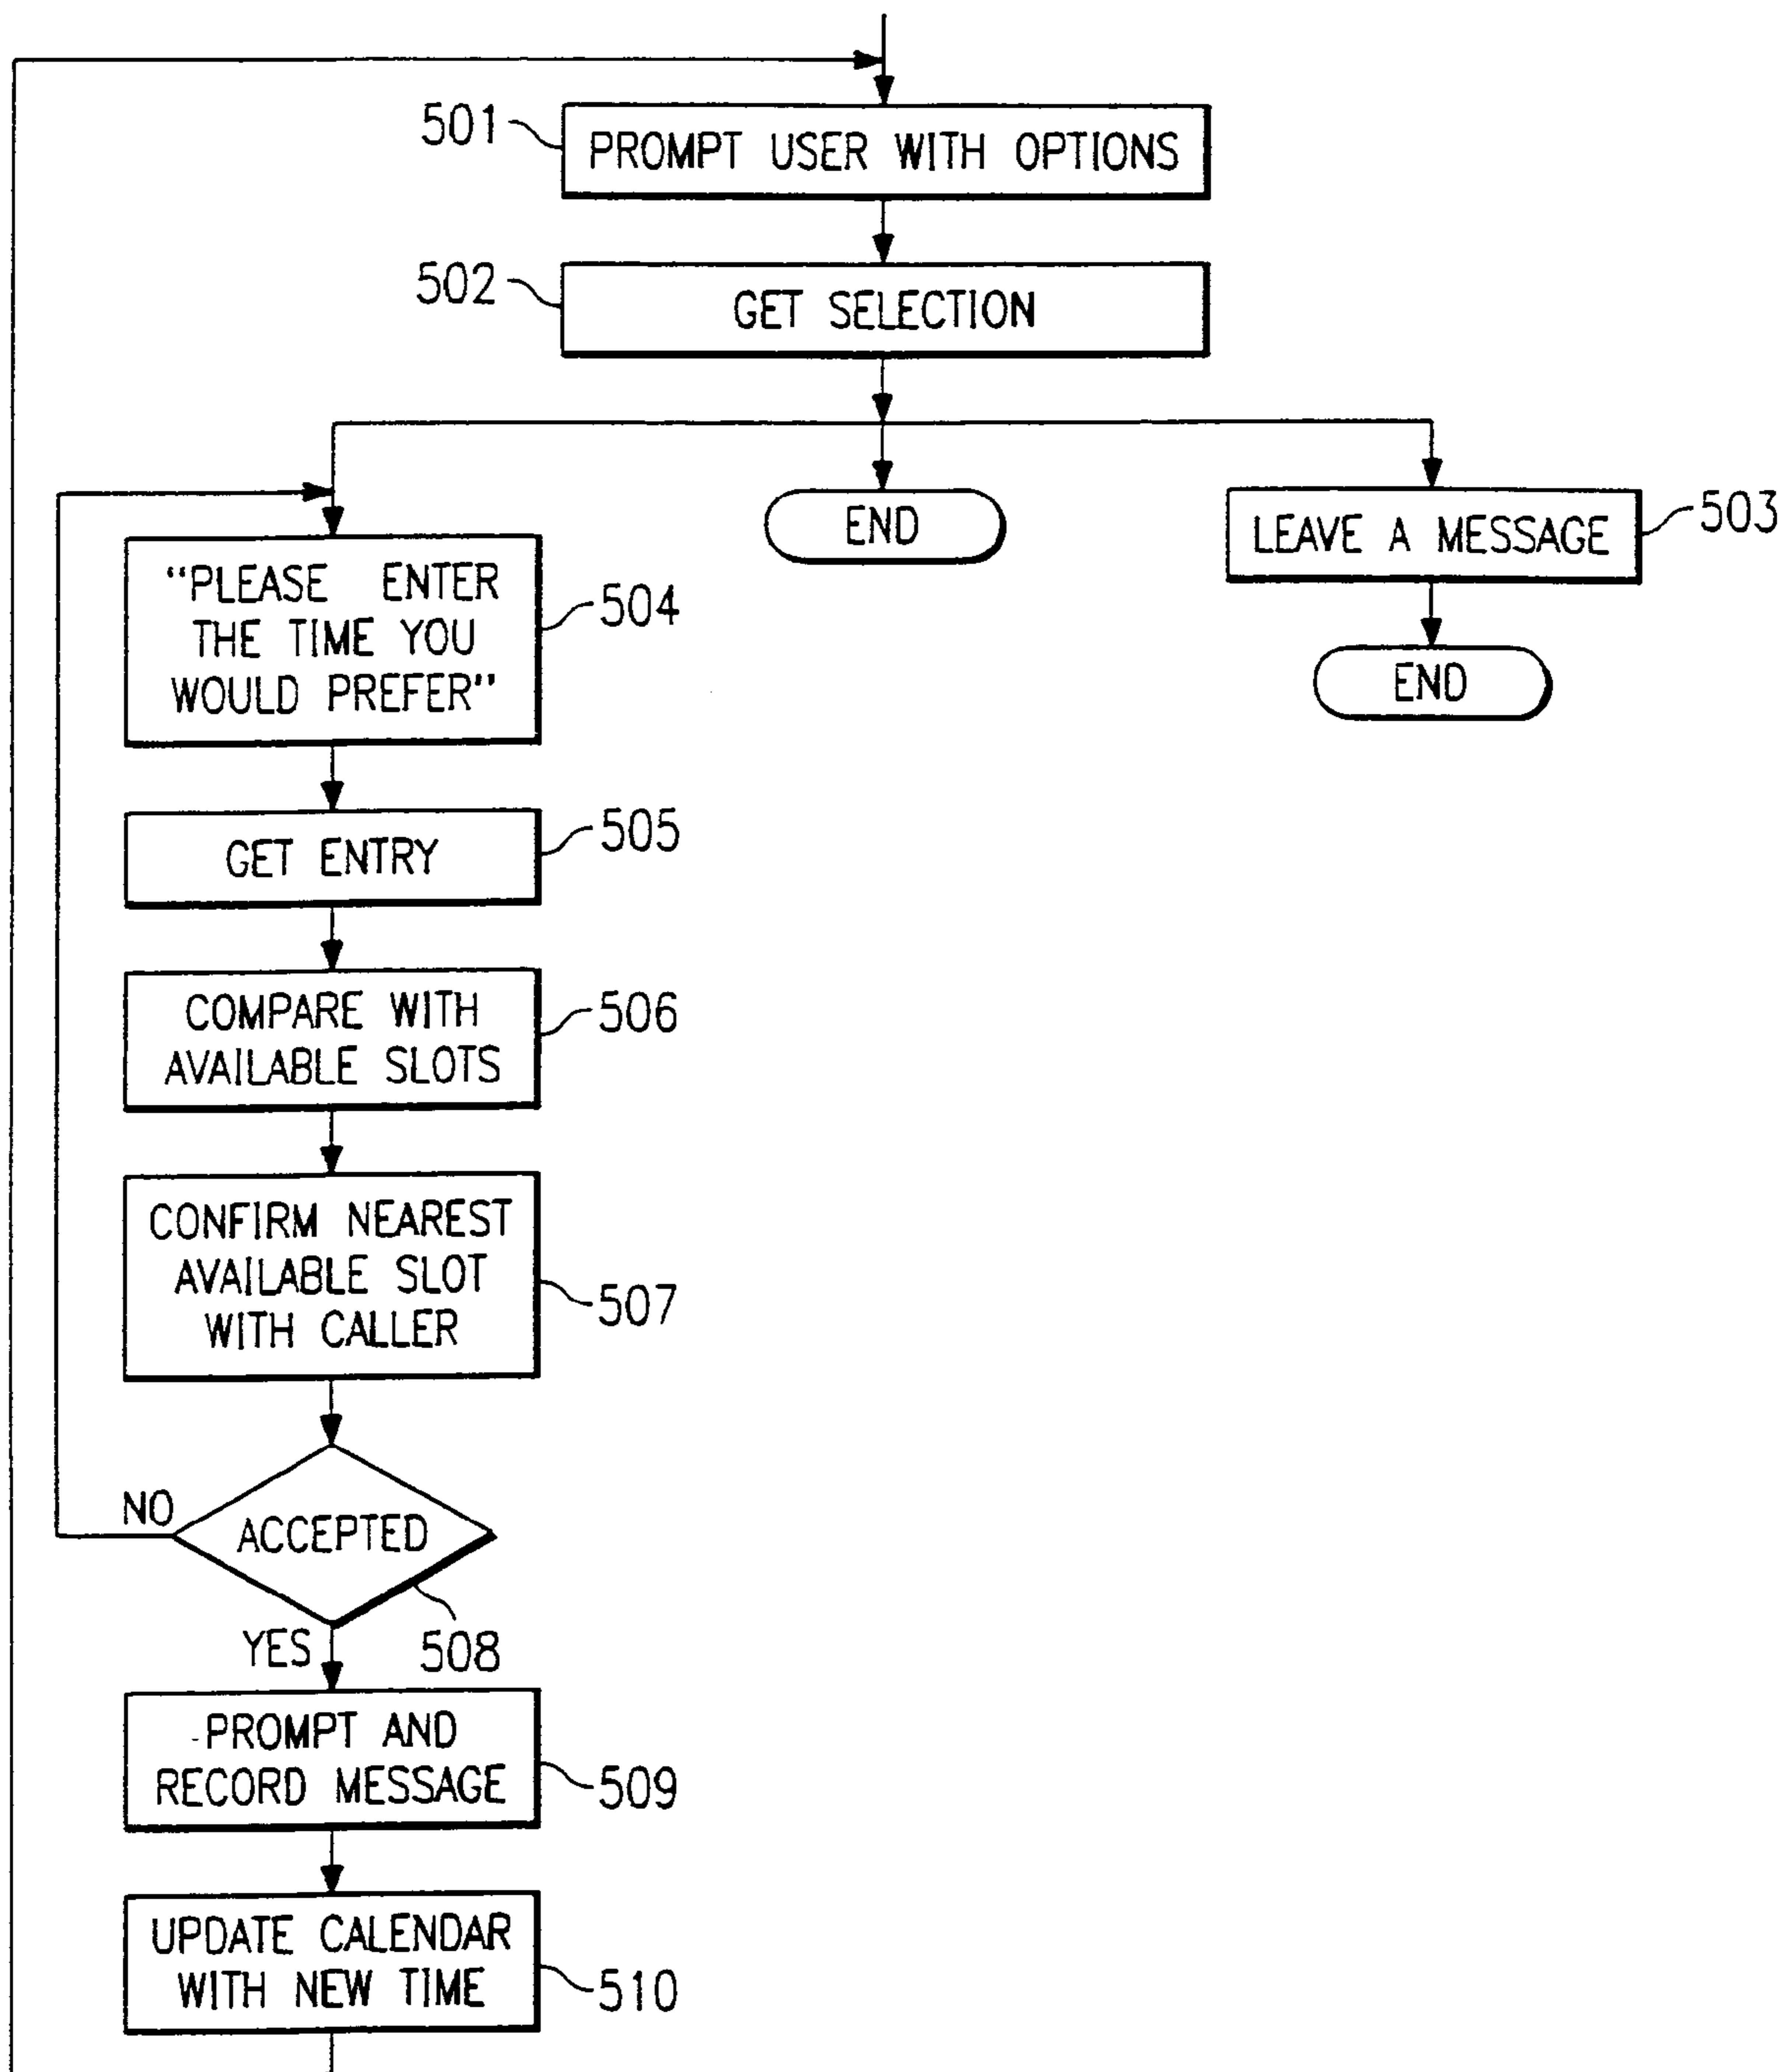 501
PROMPT USER WITH OPTIONS
502
GET SELECTION
END
LEAVE A MESSAGE
503
END
"PLEASE ENTER
THE TIME YOU
WOULD PREFER"
504
GET ENTRY
505
COMPARE WITH
AVAILABLE SLOTS
506
CONFIRM NEAREST
AVAILABLE SLOT
WITH CALLER
507
NO
ACCEPTED
YES
508
PROMPT AND
RECORD MESSAGE
509
UPDATE CALENDAR
WITH NEW TIME
510